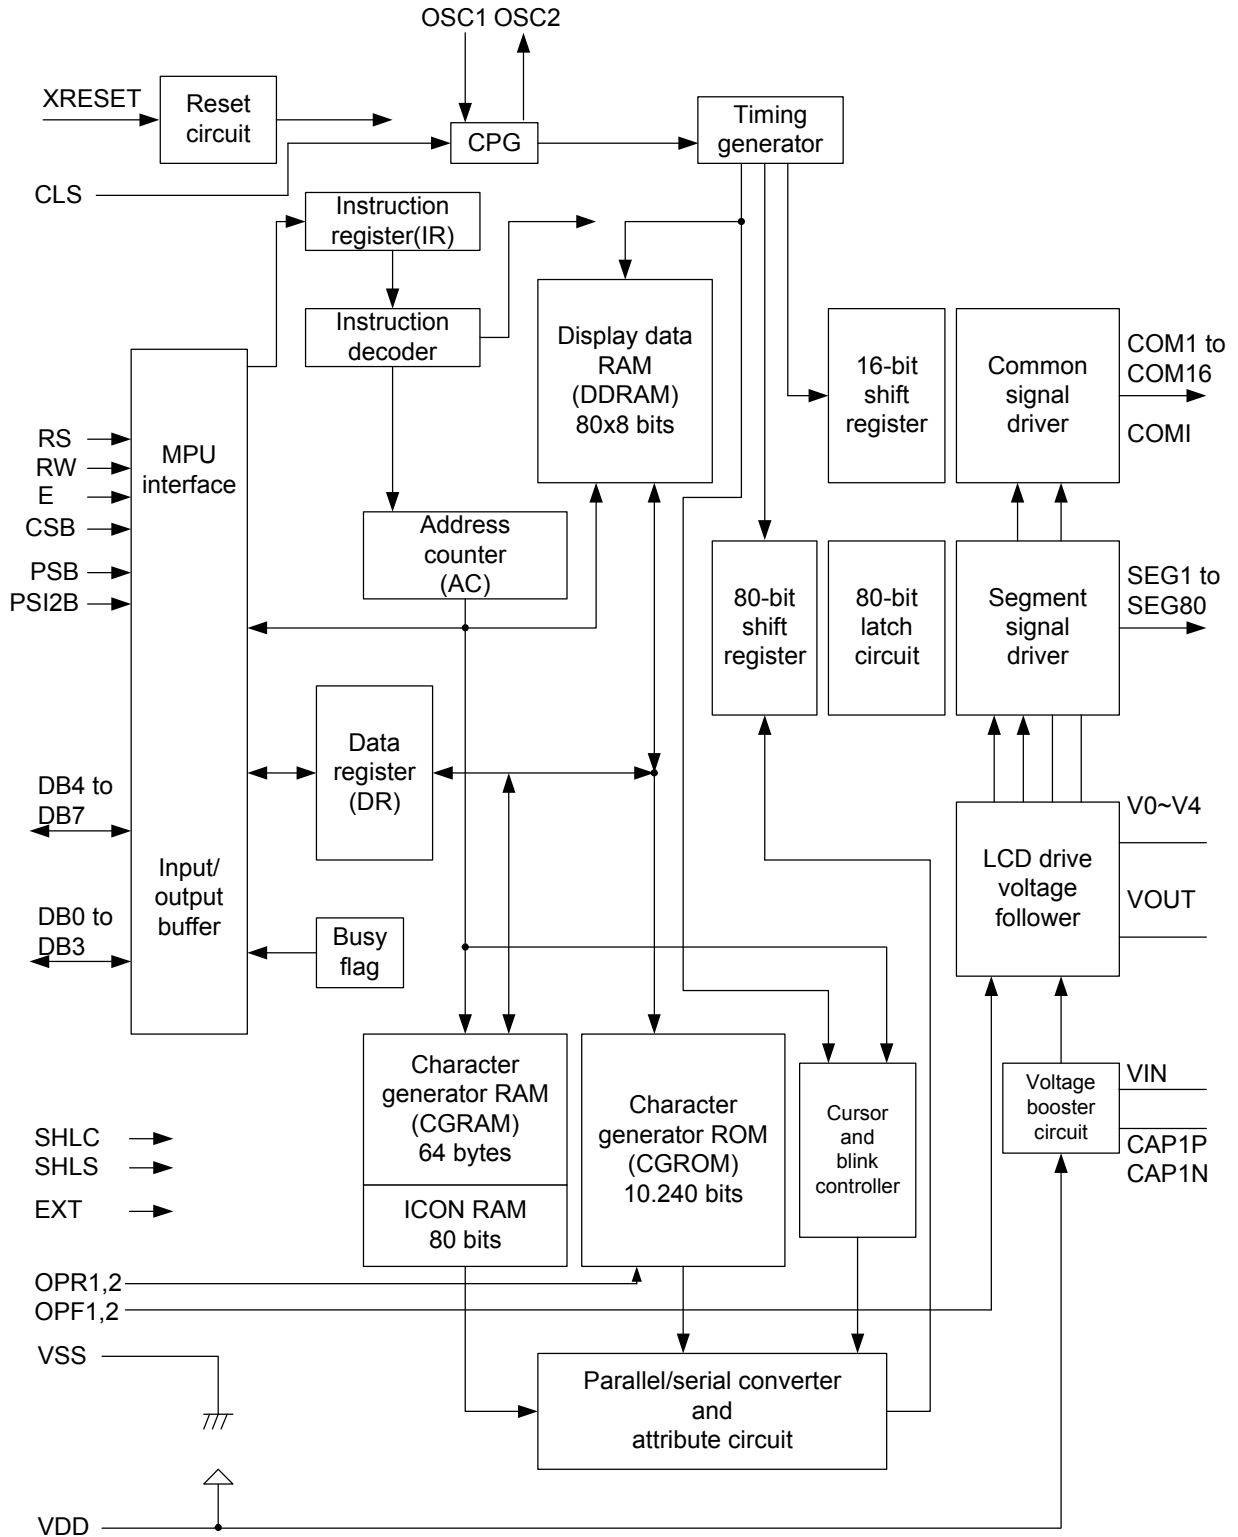 OSC1 OSC2
XRESET
Reset
circuit
CPG
Timing
generator
CLS
Instruction
register(IR)
Instruction
decoder
Display data
RAM
(DDRAM)
80x8 bits
16-bit
shift
register
Common
signal
driver
COM1 to
COM16
COMI
RS
RW
E
CSB
PSB
PSI2B
MPU
interface
Address
counter
(AC)
80-bit
shift
register
80-bit
latch
circuit
Segment
signal
driver
SEG1 to
SEG80
Data
register
(DR)
DB4 to
DB7
DB0 to
DB3
Input/
output
buffer
Busy
flag
LCD drive
voltage
follower
V0~V4
VOUT
Character
generator RAM
(CGRAM)
64 bytes
ICON RAM
80 bits
Character
generator ROM
(CGROM)
10.240 bits
Cursor
and
blink
controller
Voltage
booster
circuit
VIN
CAP1P
CAP1N
SHLC
SHLS
EXT
OPR1,2
OPF1,2
VSS
Parallel/serial converter
and
attribute circuit
VDD